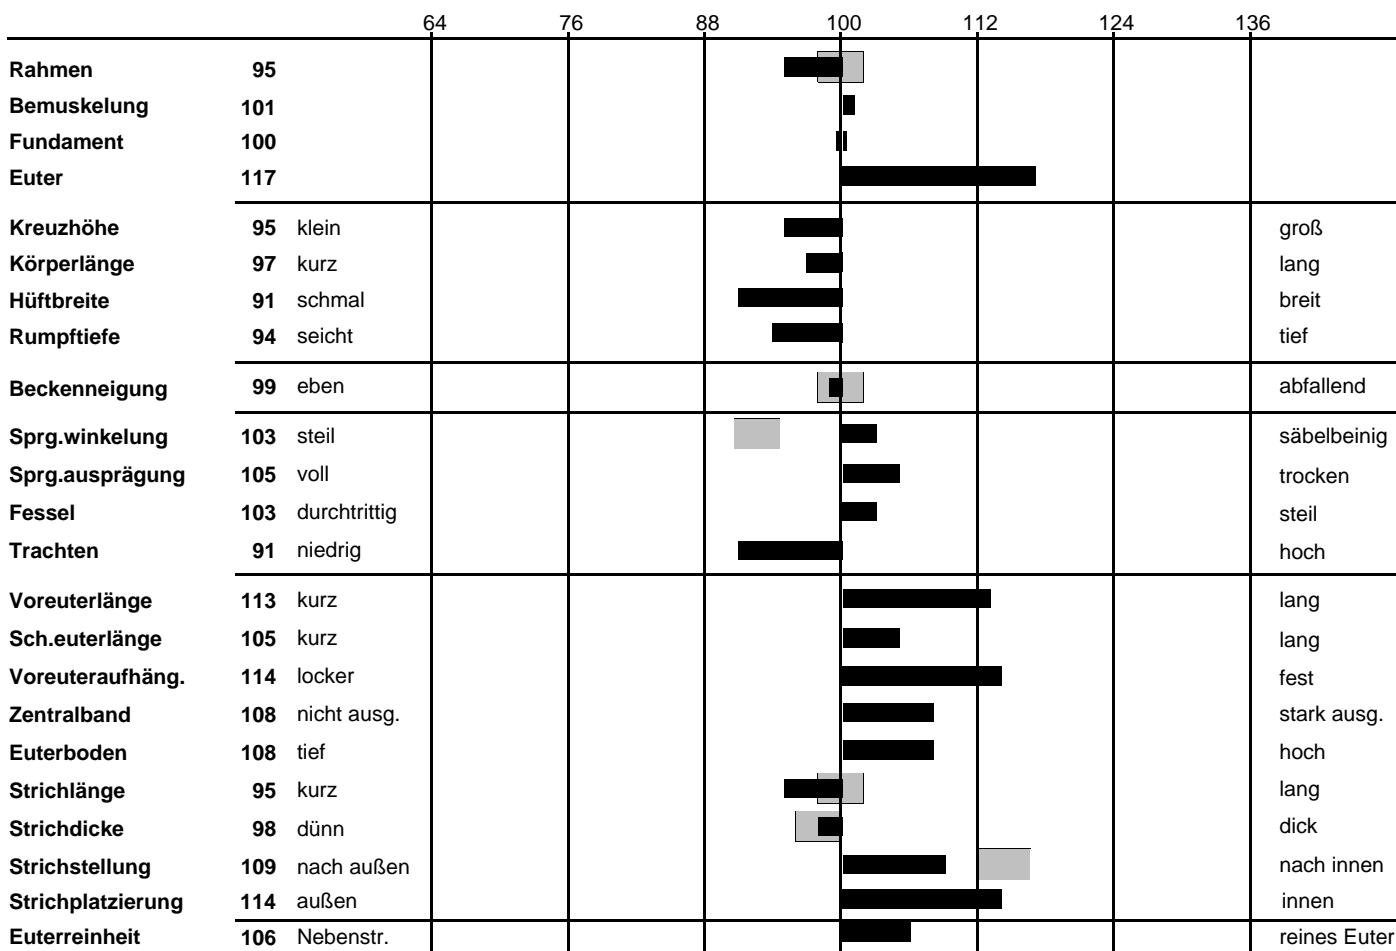 64 76 88 100 112 124 136
Rahmen 95
Bemuskelung 101
Fundament 100
Euter 117
Kreuzhöhe 95 klein groß
Körperlänge 97 kurz lang
Hüftbreite 91 schmal breit
Rumpftiefe 94 seicht tief
Beckenneigung 99 eben abfallend
Sprg.winkelung 103 steil säbelbeinig
Sprg.ausprägung 105 voll trocken
Fessel 103 durchtrittig steil
Trachten 91 niedrig hoch
Voreuterlänge 113 kurz lang
Sch.euterlänge 105 kurz lang
Voreuteraufhäng. 114 locker fest
Zentralband 108 nicht ausg. stark ausg.
Euterboden 108 tief hoch
Strichlänge 95 kurz lang
Strichdicke 98 dünn dick
Strichstellung 109 nach außen nach innen
Strichplatzierung 114 außen innen
Euterreinheit 106 Nebenstr. reines Euter